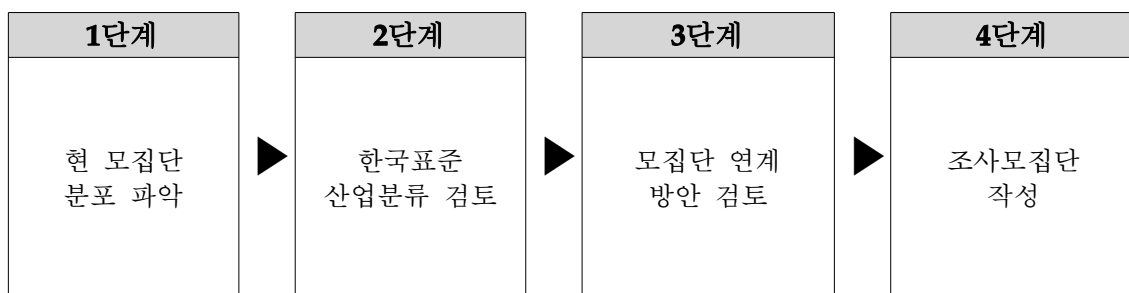 1단계
현 모집단
분포 파악
2단계
한국표준
산업분류 검토
3단계
모집단 연계
방안 검토
4단계
조사모집단
작성